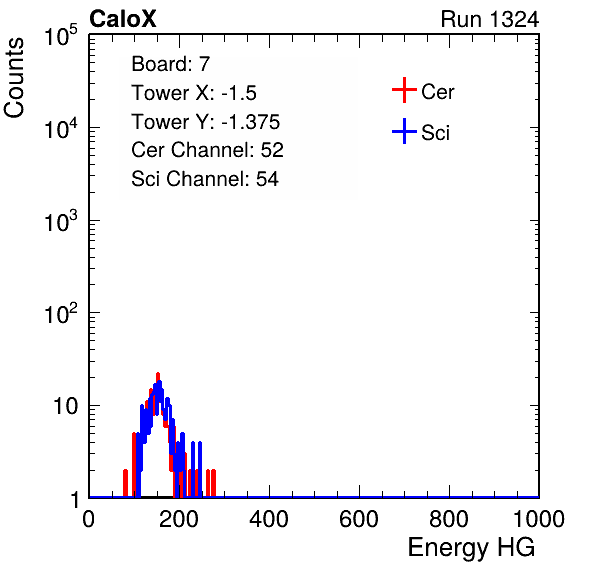 CaloX Run 1324
Counts
10^5
10^4
10^3
10^2
10
1
Board: 7
Tower X: -1.5
Tower Y: -1.375
Cer Channel: 52
Sci Channel: 54
Cer
Sci
0 200 400 600 800 1000
Energy HG